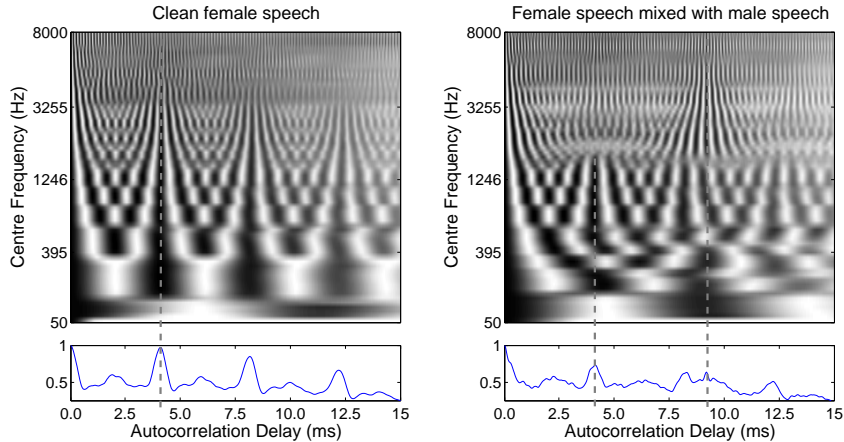 Clean female speech
8000
3255
1246
395
50
Centre Frequency (Hz)
1
0.5
0.0 2.5 5.0 7.5 10.0 12.5 15
Autocorrelation Delay (ms)
Female speech mixed with male speech
8000
3255
1246
395
50
Centre Frequency (Hz)
1
0.5
0.0 2.5 5.0 7.5 10.0 12.5 15
Autocorrelation Delay (ms)